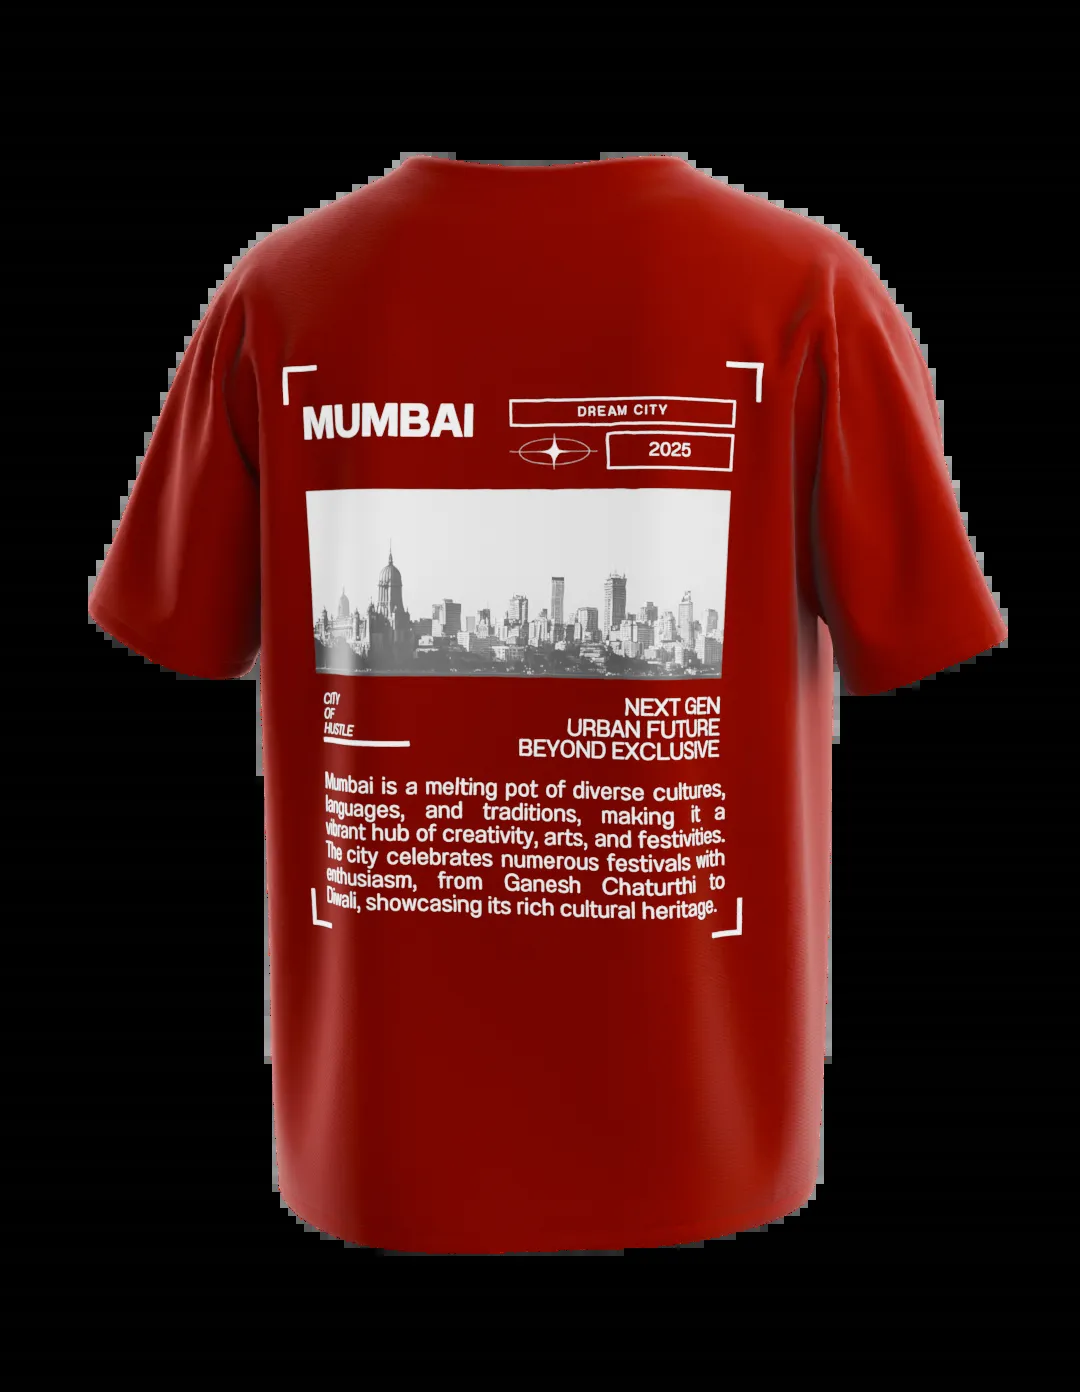 MUMBAI
DREAM CITY
2025
CITY
OF
HUSTLE
NEXT GEN
URBAN FUTURE
BEYOND EXCLUSIVE
Mumbai is a melting pot of diverse cultures,
languages, and traditions, making it a
vibrant hub of creativity, arts, and festivities.
The city celebrates numerous festivals with
enthusiasm, from Ganesh Chaturthi to
Diwali, showcasing its rich cultural heritage.